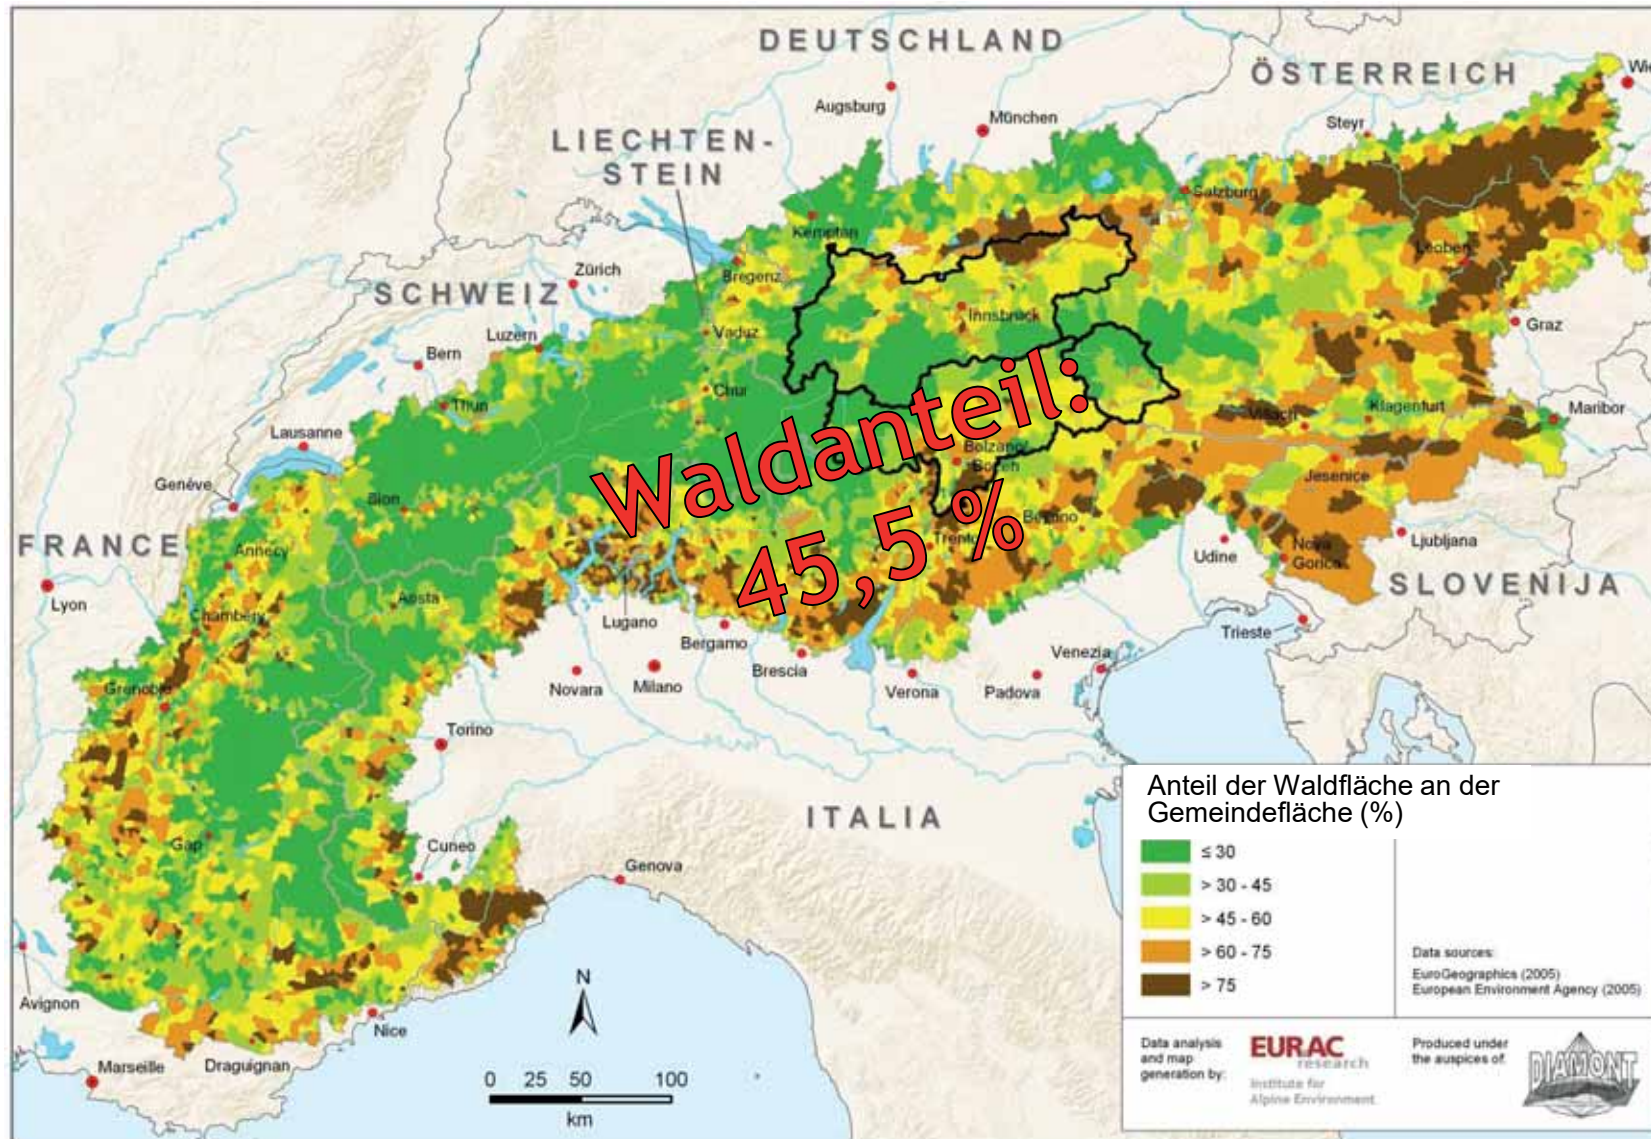 DEUTSCHLAND
ÖSTERREICH
Wie
Augsburg
München
Steyr
LIECHTEN-
STEIN
Salzburg
Kempten
Leoben
Zürich
Bregenz
SCHWEIZ
Innsbruck
Graz
Luzern
Vaduz
Bern
Chur
Thun
Villach
Klagenfurt
Maribor
Lausanne
Waldanteil:
45,5 %
Bolzano/
Bozen
Jesenice
Genéve
Sion
Belluno
FRANCE
Annecy
Trento
Udine
Nova
Gorica
Ljubljana
SLOVENIJA
Lyon
Aosta
Chambéry
Lugano
Trieste
Bergamo
Venezia
Brescia
Grenoble
Novara
Milano
Verona
Padova
Torino
ITALIA
Gap
Cuneo
Genova
Avignon
Nice
Marseille
Draguignan
N
0 25 50 100
km
Anteil der Waldfläche an der
Gemeindefläche (%)
≤ 30
> 30 - 45
> 45 - 60
> 60 - 75
> 75
Data sources:
EuroGeographics (2005)
European Environment Agency (2005)
Data analysis
and map
generation by:
EURAC
research
Institute for
Alpine Environment
Produced under
the auspices of:
DIAMONT